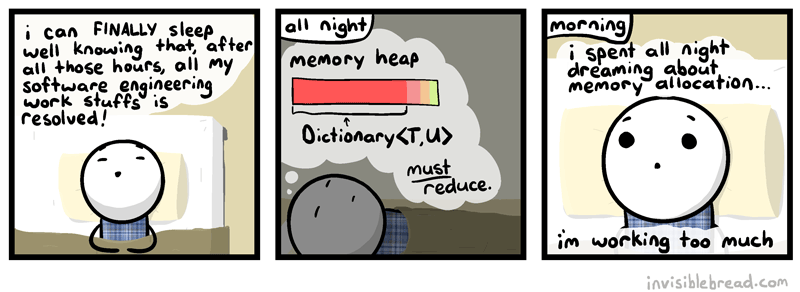 i can FINALLY sleep
well knowing that, after
all those hours, all my
software engineering
work stuffs is
resolved!
all night
memory heap
Dictionary<T,U>
must
reduce.
morning
i spent all night
dreaming about
memory allocation...
i'm working too much
invisiblebread.com